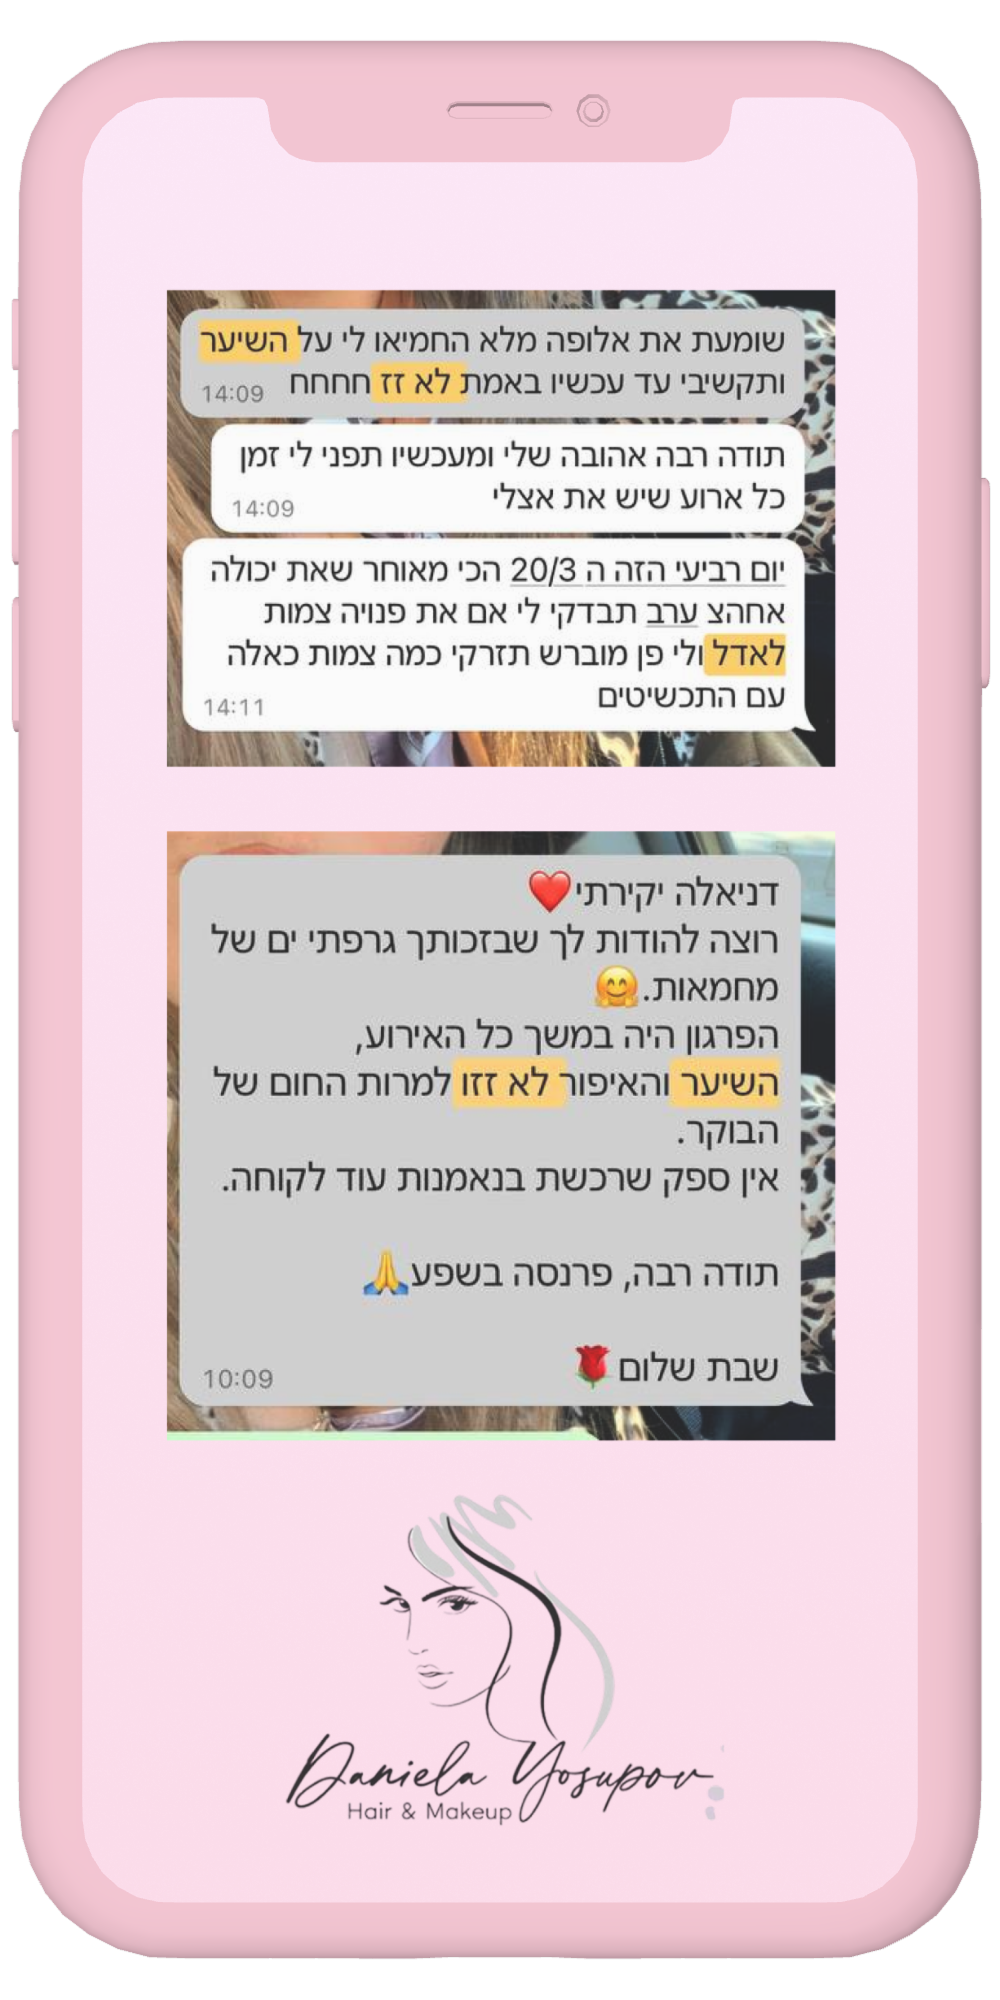 שומעת את אלופה מלא החמיאו לי על השיער
ותקשיבי עד עכשיו באמת לא זז חחחח
14:09
תודה רבה אהובה שלי ומעכשיו תפני לי זמן
כל ארוע שיש את אצלי
14:09
יום רביעי הזה ה 20/3 הכי מאוחר שאת יכולה
אחהצ ערב תבדקי לי אם את פנויה צמות
לאדל ולי פן מוברש תזרקי כמה צמות כאלה
עם התכשיטים
14:11
דניאלה יקירתי❤️
רוצה להודות לך שבזכותך גרפתי ים של
מחמאות.🤗
הפרגון היה במשך כל האירוע,
השיער והאיפור לא זזו למרות החום של
הבוקר.
אין ספק שרכשת בנאמנות עוד לקוחה.
תודה רבה, פרנסה בשפע🙏
שבת שלום🌹
10:09
Daniela Yosupov
Hair & Makeup